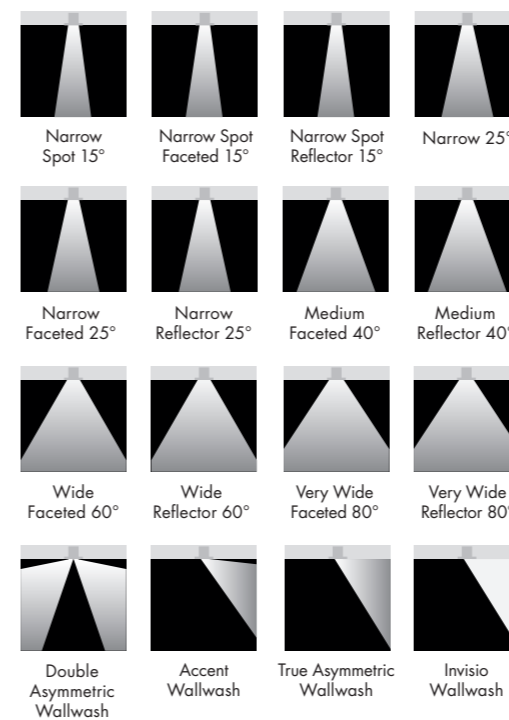 Narrow
Spot 15°
Narrow Spot
Faceted 15°
Narrow Spot
Reflector 15°
Narrow 25°
Narrow
Faceted 25°
Narrow
Reflector 25°
Medium
Faceted 40°
Medium
Reflector 40°
Wide
Faceted 60°
Wide
Reflector 60°
Very Wide
Faceted 80°
Very Wide
Reflector 80°
Double
Asymmetric
Wallwash
Accent
Wallwash
True Asymmetric
Wallwash
Invisio
Wallwash